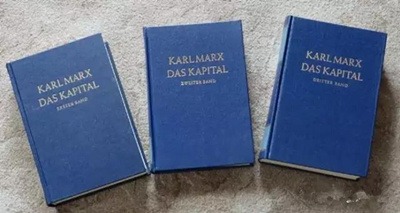 KARL MARX
DAS KAPITAL
ERSTER BAND
KARL MARX
DAS KAPITAL
ZWEITER BAND
KARL MARX
DAS KAPITAL
DRITTER BAND